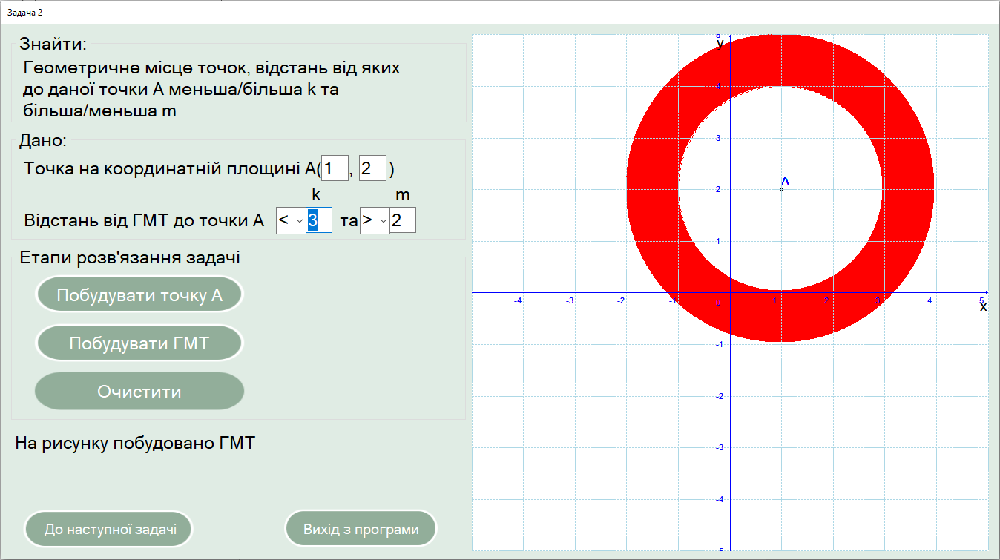 Задача 2
Знайти:
Геометричне місце точок, відстань від яких
до даної точки А меньша/більша k та
більша/меньша m
Дано:
Точка на координатній площині А( 1 , 2 )
k m
Відстань від ГМТ до точки А < 3 та > 2
Етапи розв'язання задачі
Побудувати точку А
Побудувати ГМТ
Очистити
На рисунку побудовано ГМТ
До наступної задачі
Вихід з програми
5
y
4
3
A
2
1
-4 -3 -2 -1 0 1 2 3 4 5
x
-1
-2
-3
-4
-5